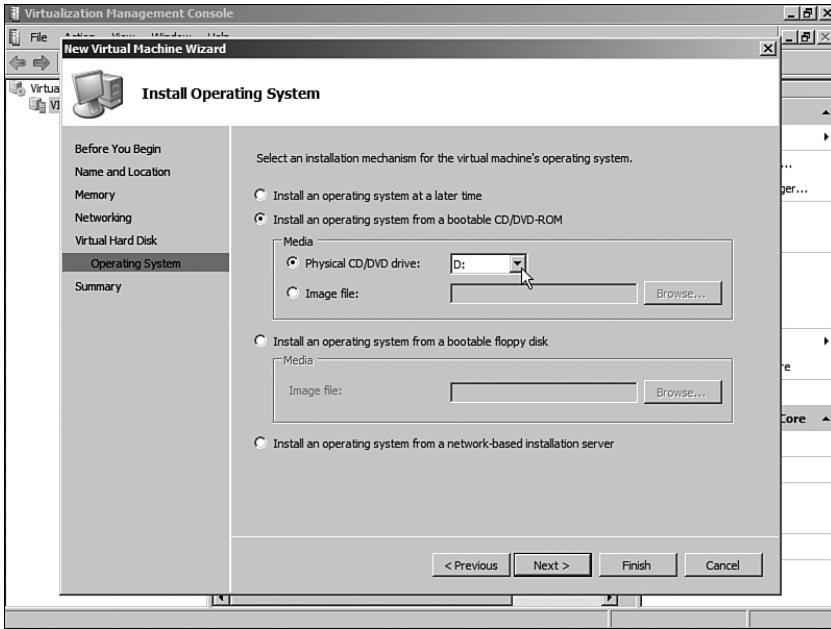 Virtualization Management Console
File
New Virtual Machine Wizard
Virtua
Install Operating System
Before You Begin
Name and Location
Memory
Networking
Virtual Hard Disk
Operating System
Summary
Select an installation mechanism for the virtual machine's operating system.
Install an operating system at a later time
Install an operating system from a bootable CD/DVD-ROM
Media
Physical CD/DVD drive: D:
Image file: Browse...
Install an operating system from a bootable floppy disk
Media
Image file: Browse...
Install an operating system from a network-based installation server
ger...
re
Core
< Previous Next > Finish Cancel